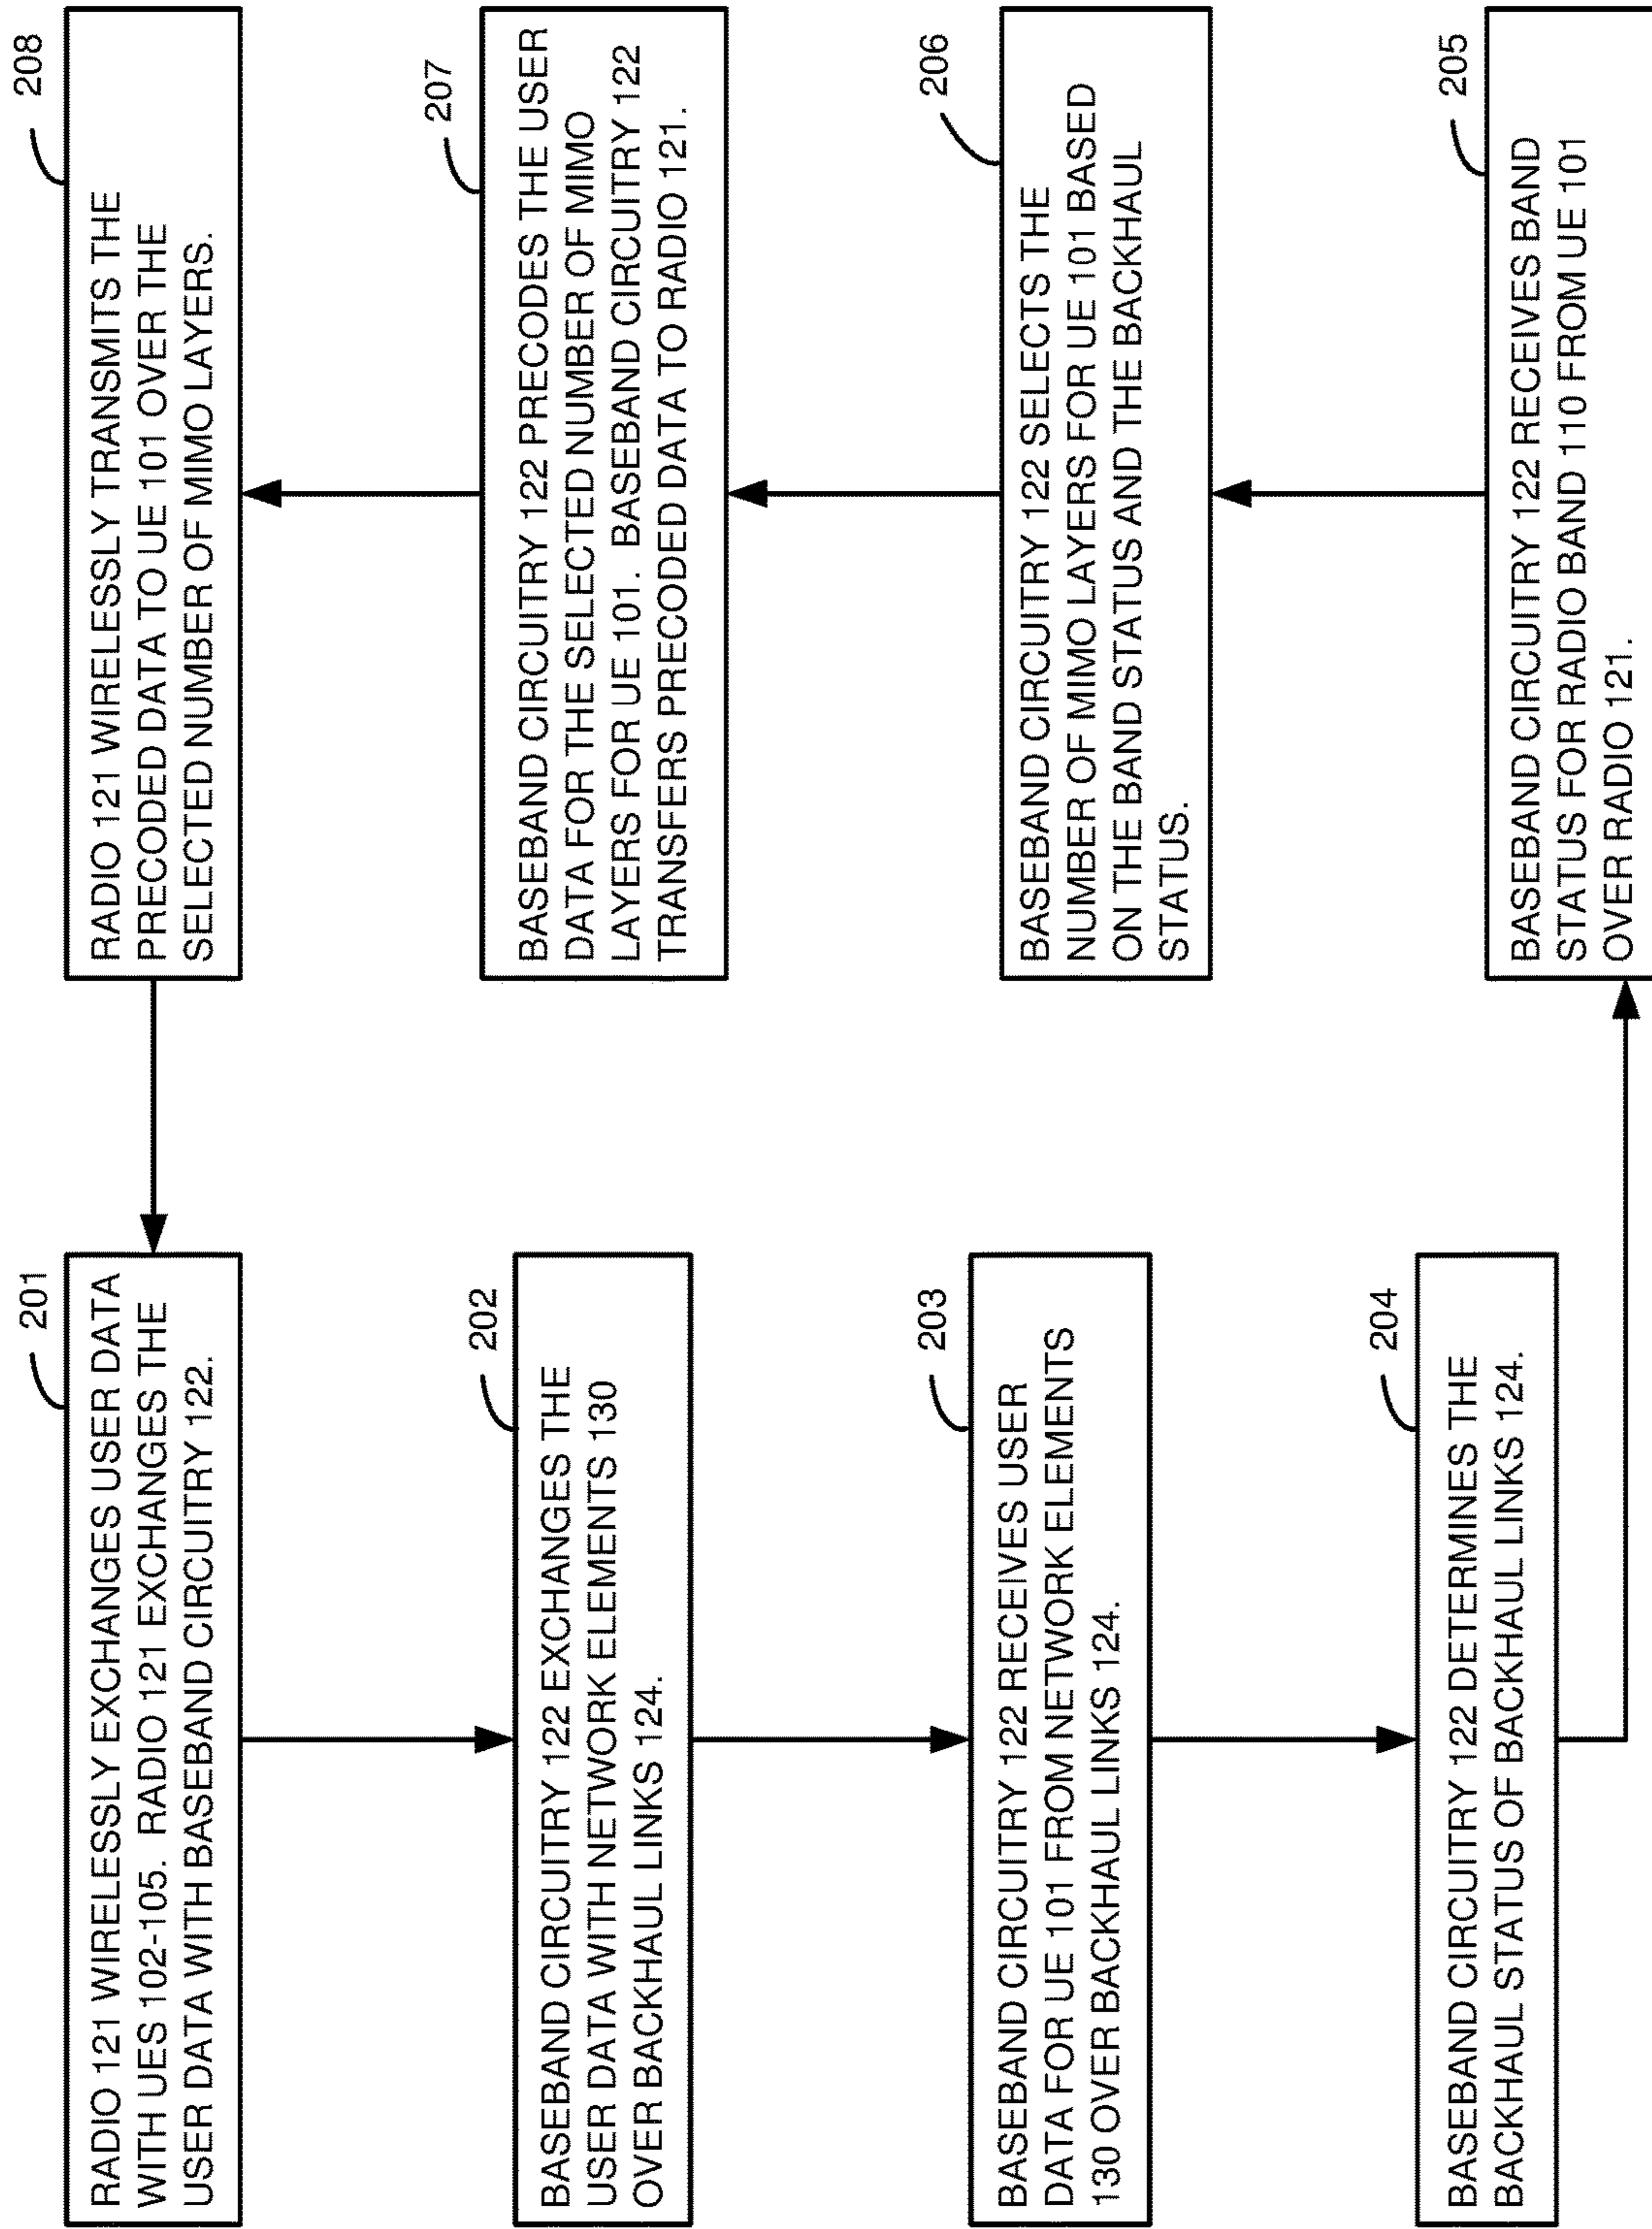 201
RADIO 121 WIRELESSLY EXCHANGES USER DATA
WITH UES 102-105. RADIO 121 EXCHANGES THE
USER DATA WITH BASEBAND CIRCUITRY 122.
202
BASEBAND CIRCUITRY 122 EXCHANGES THE
USER DATA WITH NETWORK ELEMENTS 130
OVER BACKHAUL LINKS 124.
203
BASEBAND CIRCUITRY 122 RECEIVES USER
DATA FOR UE 101 FROM NETWORK ELEMENTS
130 OVER BACKHAUL LINKS 124.
204
BASEBAND CIRCUITRY 122 DETERMINES THE
BACKHAUL STATUS OF BACKHAUL LINKS 124.
205
BASEBAND CIRCUITRY 122 RECEIVES BAND
STATUS FOR RADIO BAND 110 FROM UE 101
OVER RADIO 121.
206
BASEBAND CIRCUITRY 122 SELECTS THE
NUMBER OF MIMO LAYERS FOR UE 101 BASED
ON THE BAND STATUS AND THE BACKHAUL
STATUS.
207
BASEBAND CIRCUITRY 122 PRECODES THE USER
DATA FOR THE SELECTED NUMBER OF MIMO
LAYERS FOR UE 101. BASEBAND CIRCUITRY 122
TRANSFERS PRECODED DATA TO RADIO 121.
208
RADIO 121 WIRELESSLY TRANSMITS THE
PRECODED DATA TO UE 101 OVER THE
SELECTED NUMBER OF MIMO LAYERS.